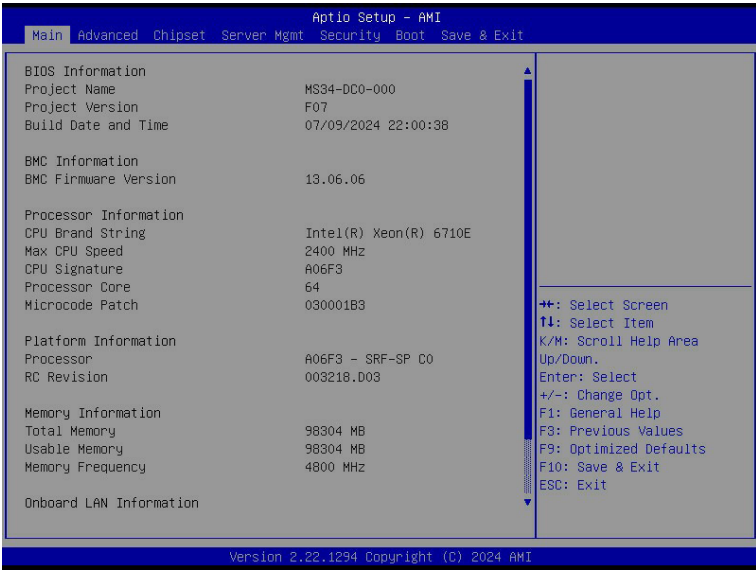 Aptio Setup – AMI
Main Advanced Chipset Server Mgmt Security Boot Save & Exit
BIOS Information
Project Name MS34-DC0-000
Project Version F07
Build Date and Time 07/09/2024 22:00:38
BMC Information
BMC Firmware Version 13.06.06
Processor Information
CPU Brand String Intel(R) Xeon(R) 6710E
Max CPU Speed 2400 MHz
CPU Signature A06F3
Processor Core 64
Microcode Patch 030001B3
Platform Information
Processor A06F3 – SRF-SP C0
RC Revision 003218.D03
Memory Information
Total Memory 98304 MB
Usable Memory 98304 MB
Memory Frequency 4800 MHz
Onboard LAN Information
→←: Select Screen
↑↓: Select Item
K/M: Scroll Help Area
Up/Down.
Enter: Select
+/-: Change Opt.
F1: General Help
F3: Previous Values
F9: Optimized Defaults
F10: Save & Exit
ESC: Exit
Version 2.22.1294 Copyright (C) 2024 AMI